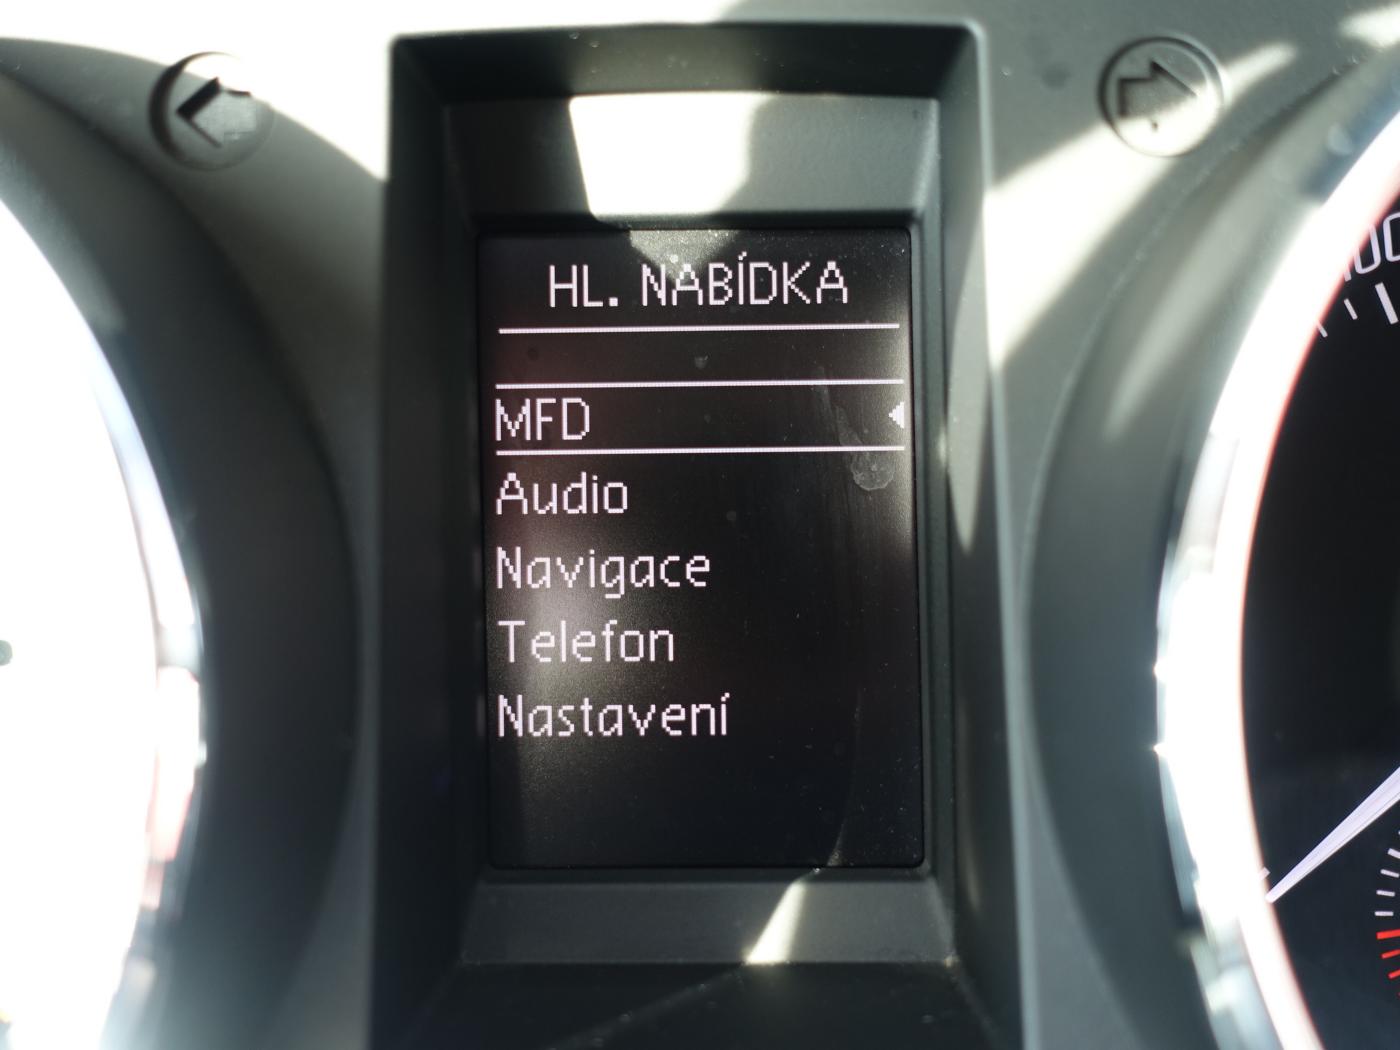 HL. NABÍDKA
MFD
Audio
Navigace
Telefon
Nastavení